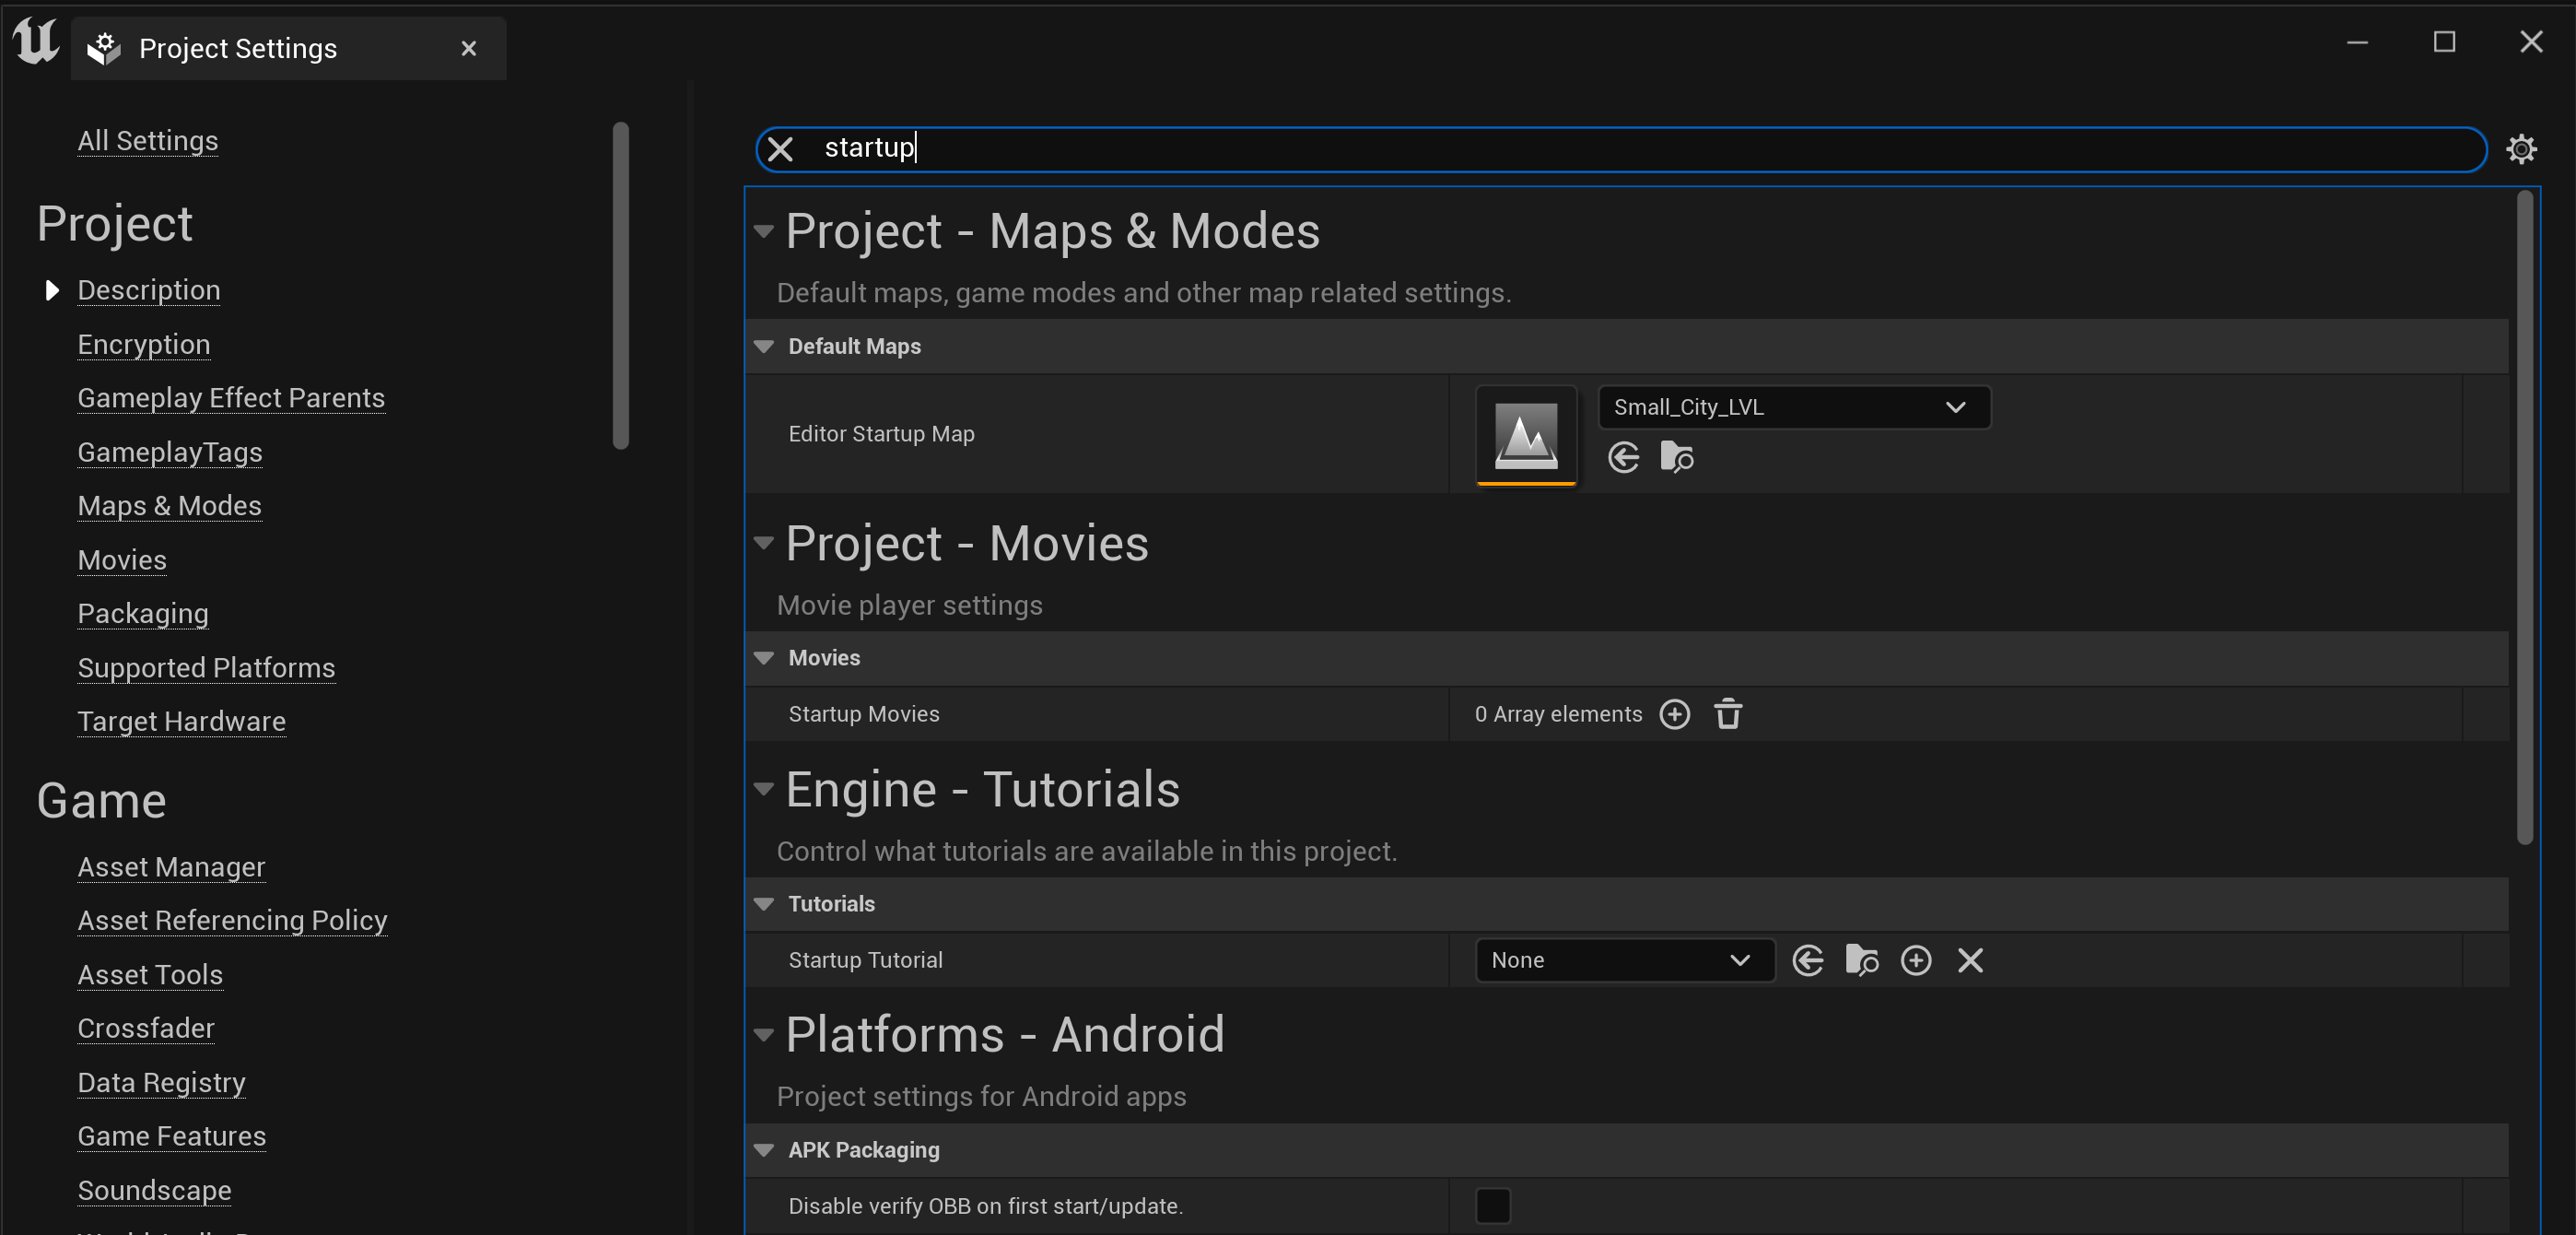 Project Settings
All Settings
Project
Description
Encryption
Gameplay Effect Parents
GameplayTags
Maps & Modes
Movies
Packaging
Supported Platforms
Target Hardware
Game
Asset Manager
Asset Referencing Policy
Asset Tools
Crossfader
Data Registry
Game Features
Soundscape
startup
Project - Maps & Modes
Default maps, game modes and other map related settings.
Default Maps
Editor Startup Map
Small_City_LVL
Project - Movies
Movie player settings
Movies
Startup Movies
0 Array elements
Engine - Tutorials
Control what tutorials are available in this project.
Tutorials
Startup Tutorial
None
Platforms - Android
Project settings for Android apps
APK Packaging
Disable verify OBB on first start/update.